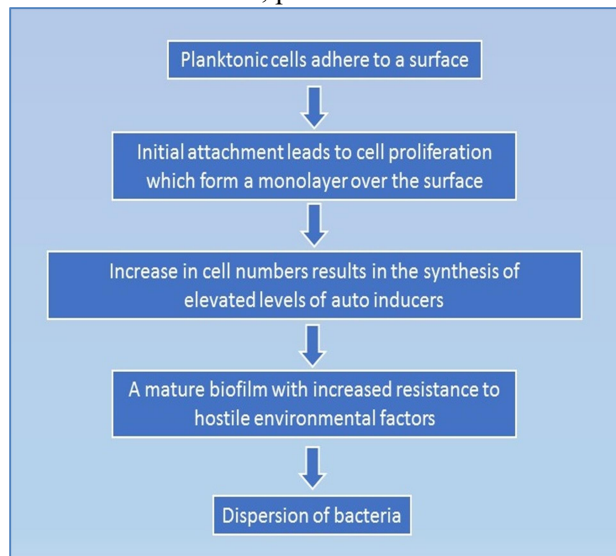 Planktonic cells adhere to a surface
Initial attachment leads to cell proliferation
which form a monolayer over the surface
Increase in cell numbers results in the synthesis of
elevated levels of auto inducers
A mature biofilm with increased resistance to
hostile environmental factors
Dispersion of bacteria